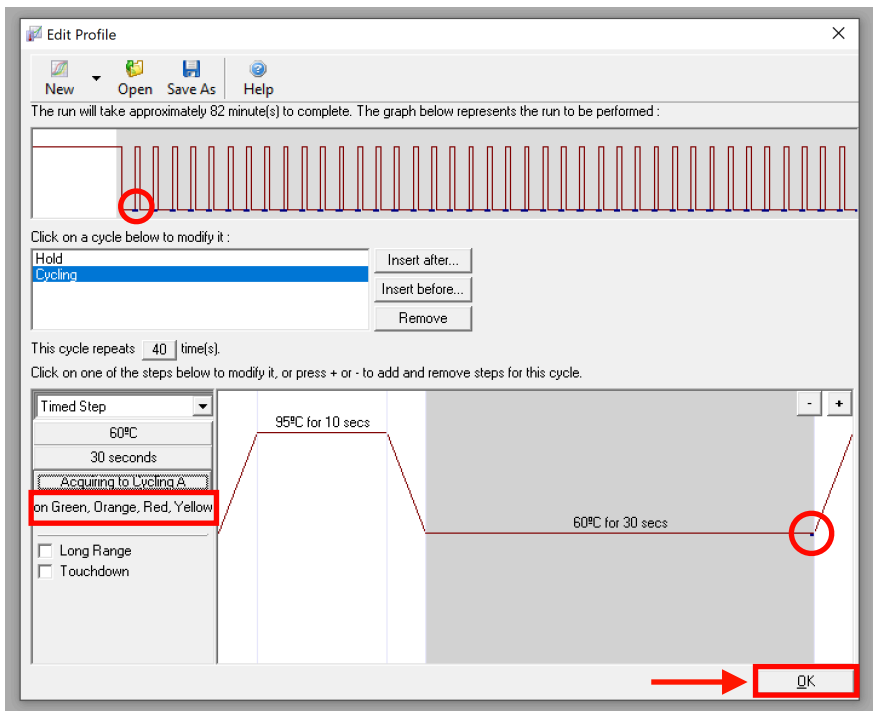 Edit Profile
New Open Save As Help
The run will take approximately 82 minute(s) to complete. The graph below represents the run to be performed :
Click on a cycle below to modify it :
Hold
Cycling
Insert after...
Insert before...
Remove
This cycle repeats 40 time(s).
Click on one of the steps below to modify it, or press + or - to add and remove steps for this cycle.
Timed Step
- +
60ºC
30 seconds
Acquiring to Cycling A
on Green, Orange, Red, Yellow
Long Range
Touchdown
95ºC for 10 secs
60ºC for 30 secs
OK